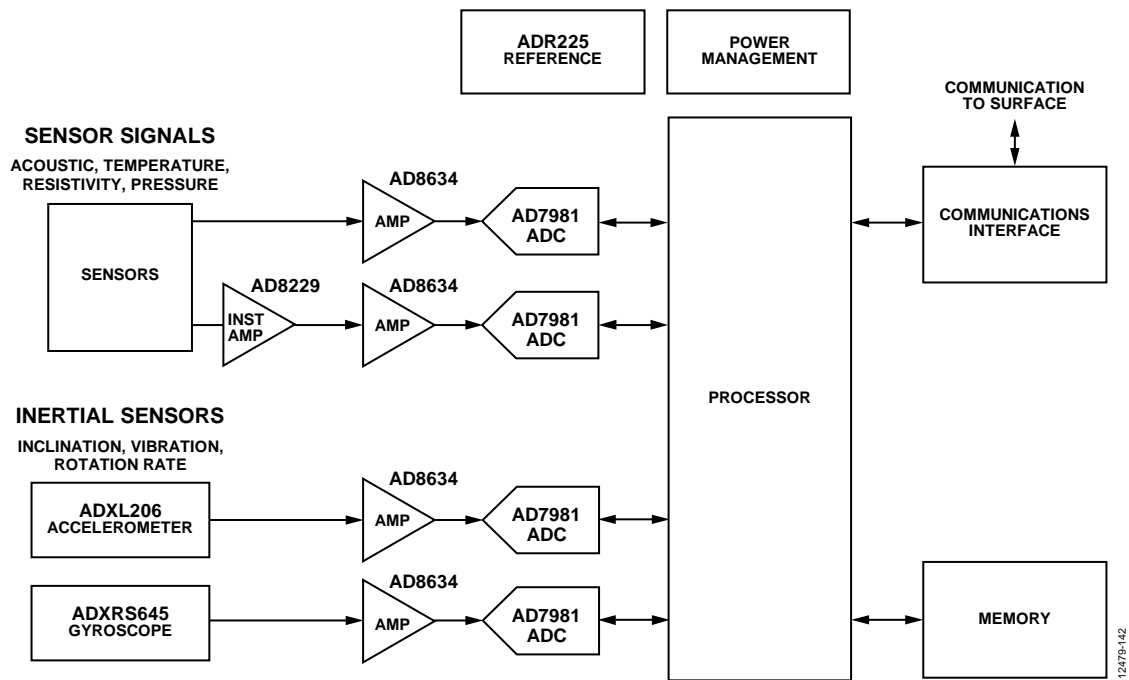 ADR225
REFERENCE
POWER
MANAGEMENT
COMMUNICATION
TO SURFACE
SENSOR SIGNALS
ACOUSTIC, TEMPERATURE,
RESISTIVITY, PRESSURE
SENSORS
AD8634
AMP
AD7981
ADC
AD8229
INST
AMP
AD8634
AMP
AD7981
ADC
PROCESSOR
COMMUNICATIONS
INTERFACE
INERTIAL SENSORS
INCLINATION, VIBRATION,
ROTATION RATE
ADXL206
ACCELEROMETER
AD8634
AMP
AD7981
ADC
ADXRS645
GYROSCOPE
AD8634
AMP
AD7981
ADC
MEMORY
12479-142